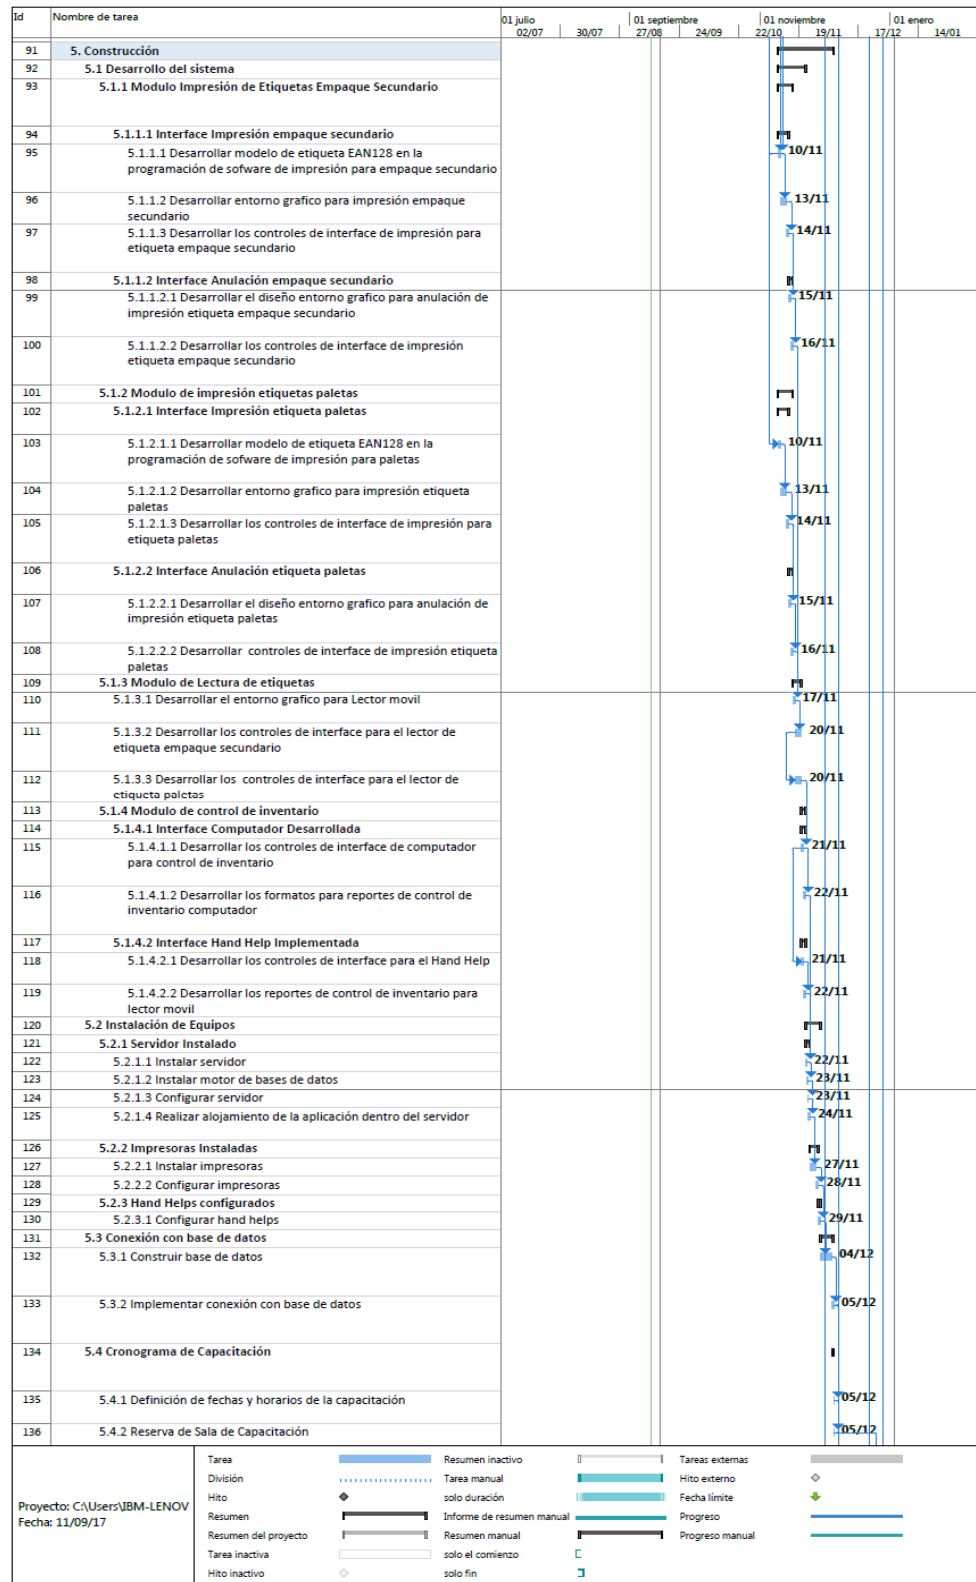 Id Nombre de tarea 01 julio 01 septiembre 01 noviembre 01 enero
02/07 30/07 27/08 24/09 22/10 19/11 17/12 14/01
91 5. Construcción
92 5.1 Desarrollo del sistema
93 5.1.1 Modulo Impresión de Etiquetas Empaque Secundario
94 5.1.1.1 Interface Impresión empaque secundario
95 5.1.1.1 Desarrollar modelo de etiqueta EAN128 en la 10/11
programación de sofware de impresión para empaque secundario
96 5.1.1.2 Desarrollar entorno grafico para impresión empaque 13/11
secundario
97 5.1.1.3 Desarrollar los controles de interface de impresión para 14/11
etiqueta empaque secundario
98 5.1.1.2 Interface Anulación empaque secundario
99 5.1.1.2.1 Desarrollar el diseño entorno grafico para anulación de 15/11
impresión etiqueta empaque secundario
100 5.1.1.2.2 Desarrollar los controles de interface de impresión 16/11
etiqueta empaque secundario
101 5.1.2 Modulo de impresión etiquetas paletas
102 5.1.2.1 Interface Impresión etiqueta paletas
103 5.1.2.1.1 Desarrollar modelo de etiqueta EAN128 en la 10/11
programación de sofware de impresión para paletas
104 5.1.2.1.2 Desarrollar entorno grafico para impresión etiqueta 13/11
paletas
105 5.1.2.1.3 Desarrollar los controles de interface de impresión para 14/11
etiqueta paletas
106 5.1.2.2 Interface Anulación etiqueta paletas
107 5.1.2.2.1 Desarrollar el diseño entorno grafico para anulación de 15/11
impresión etiqueta paletas
108 5.1.2.2.2 Desarrollar controles de interface de impresión etiqueta 16/11
paletas
109 5.1.3 Modulo de Lectura de etiquetas
110 5.1.3.1 Desarrollar el entorno grafico para Lector movil 17/11
111 5.1.3.2 Desarrollar los controles de interface para el lector de 20/11
etiqueta empaque secundario
112 5.1.3.3 Desarrollar los controles de interface para el lector de 20/11
etiqueta paletas
113 5.1.4 Modulo de control de inventario
114 5.1.4.1 Interface Computador Desarrollada
115 5.1.4.1.1 Desarrollar los controles de interface de computador 21/11
para control de inventario
116 5.1.4.1.2 Desarrollar los formatos para reportes de control de 22/11
inventario computador
117 5.1.4.2 Interface Hand Help Implementada
118 5.1.4.2.1 Desarrollar los controles de interface para el Hand Help 21/11
119 5.1.4.2.2 Desarrollar los reportes de control de inventario para 22/11
lector movil
120 5.2 Instalación de Equipos
121 5.2.1 Servidor Instalado
122 5.2.1.1 Instalar servidor 22/11
123 5.2.1.2 Instalar motor de bases de datos 23/11
124 5.2.1.3 Configurar servidor 23/11
125 5.2.1.4 Realizar alojamiento de la aplicación dentro del servidor 24/11
126 5.2.2 Impresoras Instaladas
127 5.2.2.1 Instalar impresoras 27/11
128 5.2.2.2 Configurar impresoras 28/11
129 5.2.3 Hand Helps configurados
130 5.2.3.1 Configurar hand helps 29/11
131 5.3 Conexión con base de datos
132 5.3.1 Construir base de datos 04/12
133 5.3.2 Implementar conexión con base de datos 05/12
134 5.4 Cronograma de Capacitación
135 5.4.1 Definición de fechas y horarios de la capacitación 05/12
136 5.4.2 Reserva de Sala de Capacitación 05/12
Proyecto: C:\Users\IBM-LENOV
Fecha: 11/09/17
Tarea Resumen inactivo Tareas externas
División Tarea manual Hito externo
Hito solo duración Fecha límite
Resumen Informe de resumen manual Progreso
Resumen del proyecto Resumen manual Progreso manual
Tarea inactiva solo el comienzo
Hito inactivo solo fin